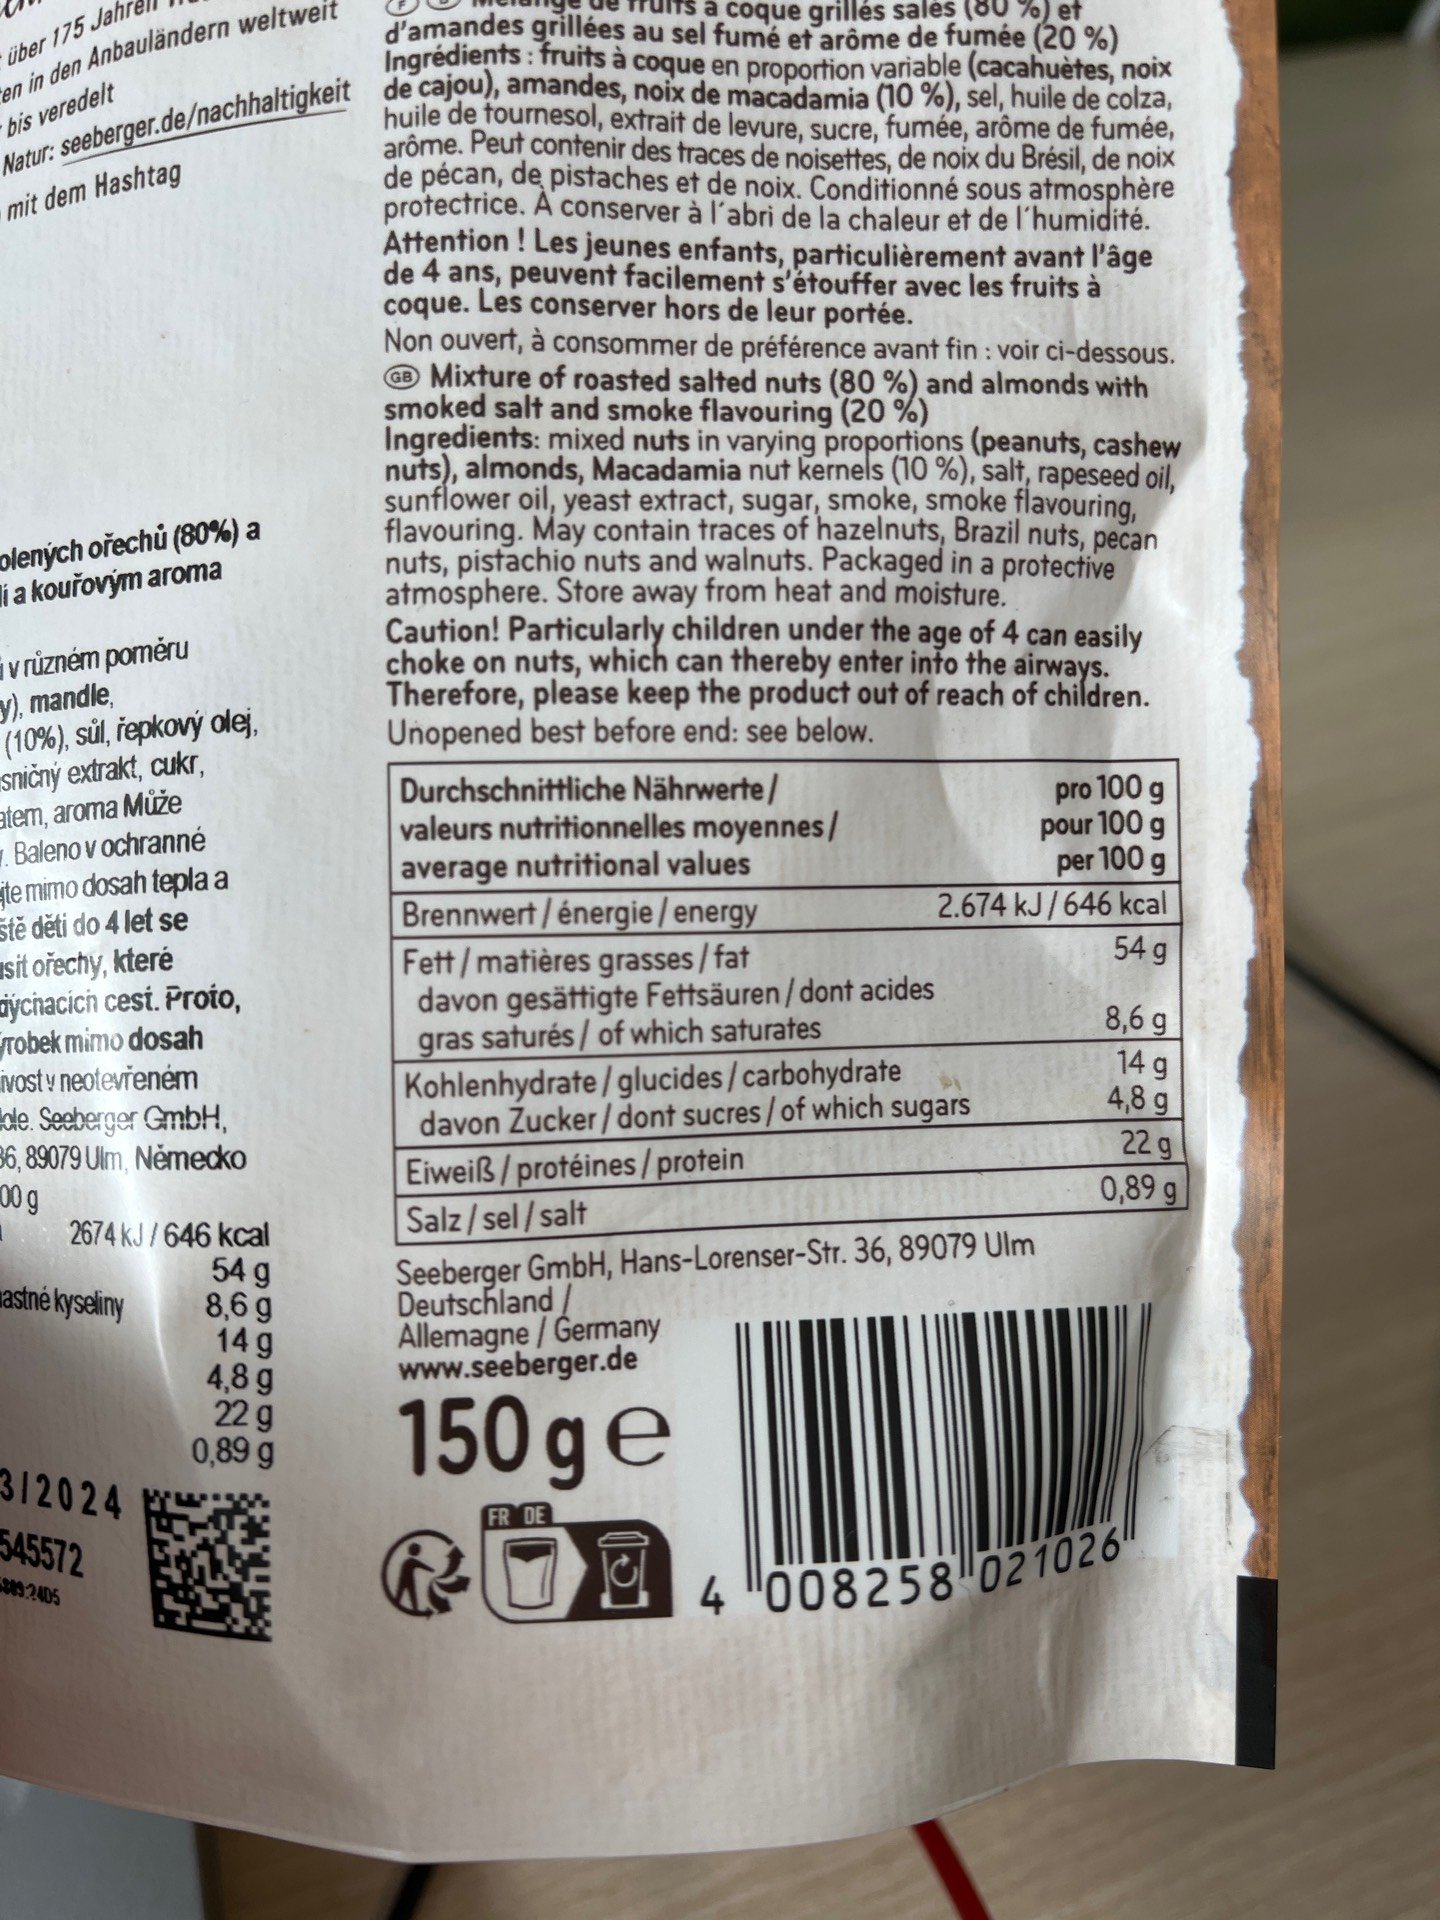 über 175 Jahren
in den Anbauländern weltweit
bis veredelt
Natur: seeberger.de/nachhaltigkeit
mit dem Hashtag
ořechů (80%) a
a kouřovým aroma
v různém poměru
mandle,
(10%), sůl, řepkový olej,
extrakt, cukr,
aroma Může
Baleno v ochranné
mimo dosah tepla a
děti do 4 let se
ořechy, které
cest. Proto,
mimo dosah
v neotevřeném
Seeberger GmbH,
36, 89079 Ulm, Německo
00 g
2674 kJ / 646 kcal
54 g
kyseliny 8,6 g
14 g
4,8 g
22 g
0,89 g
3/2024
545572
de fruits à coque grillés salés (80 %) et
d'amandes grillées au sel fumé et arôme de fumée (20 %)
Ingrédients : fruits à coque en proportion variable (cacahuètes, noix
de cajou), amandes, noix de macadamia (10 %), sel, huile de colza,
huile de tournesol, extrait de levure, sucre, fumée, arôme de fumée,
arôme. Peut contenir des traces de noisettes, de noix du Brésil, de noix
de pécan, de pistaches et de noix. Conditionné sous atmosphère
protectrice. À conserver à l´abri de la chaleur et de l´humidité.
Attention ! Les jeunes enfants, particulièrement avant l'âge
de 4 ans, peuvent facilement s'étouffer avec les fruits à
coque. Les conserver hors de leur portée.
Non ouvert, à consommer de préférence avant fin : voir ci-dessous.
GB Mixture of roasted salted nuts (80 %) and almonds with
smoked salt and smoke flavouring (20 %)
Ingredients: mixed nuts in varying proportions (peanuts, cashew
nuts), almonds, Macadamia nut kernels (10 %), salt, rapeseed oil,
sunflower oil, yeast extract, sugar, smoke, smoke flavouring,
flavouring. May contain traces of hazelnuts, Brazil nuts, pecan
nuts, pistachio nuts and walnuts. Packaged in a protective
atmosphere. Store away from heat and moisture.
Caution! Particularly children under the age of 4 can easily
choke on nuts, which can thereby enter into the airways.
Therefore, please keep the product out of reach of children.
Unopened best before end: see below.
Durchschnittliche Nährwerte / pro 100 g
valeurs nutritionnelles moyennes / pour 100 g
average nutritional values per 100 g
Brennwert / énergie / energy 2.674 kJ / 646 kcal
Fett / matières grasses / fat 54 g
davon gesättigte Fettsäuren / dont acides
gras saturés / of which saturates 8,6 g
Kohlenhydrate / glucides / carbohydrate 14 g
davon Zucker / dont sucres / of which sugars 4,8 g
Eiweiß / protéines / protein 22 g
Salz / sel / salt 0,89 g
Seeberger GmbH, Hans-Lorenser-Str. 36, 89079 Ulm
Deutschland /
Allemagne / Germany
www.seeberger.de
150 g e
FR DE
4 008258 021026